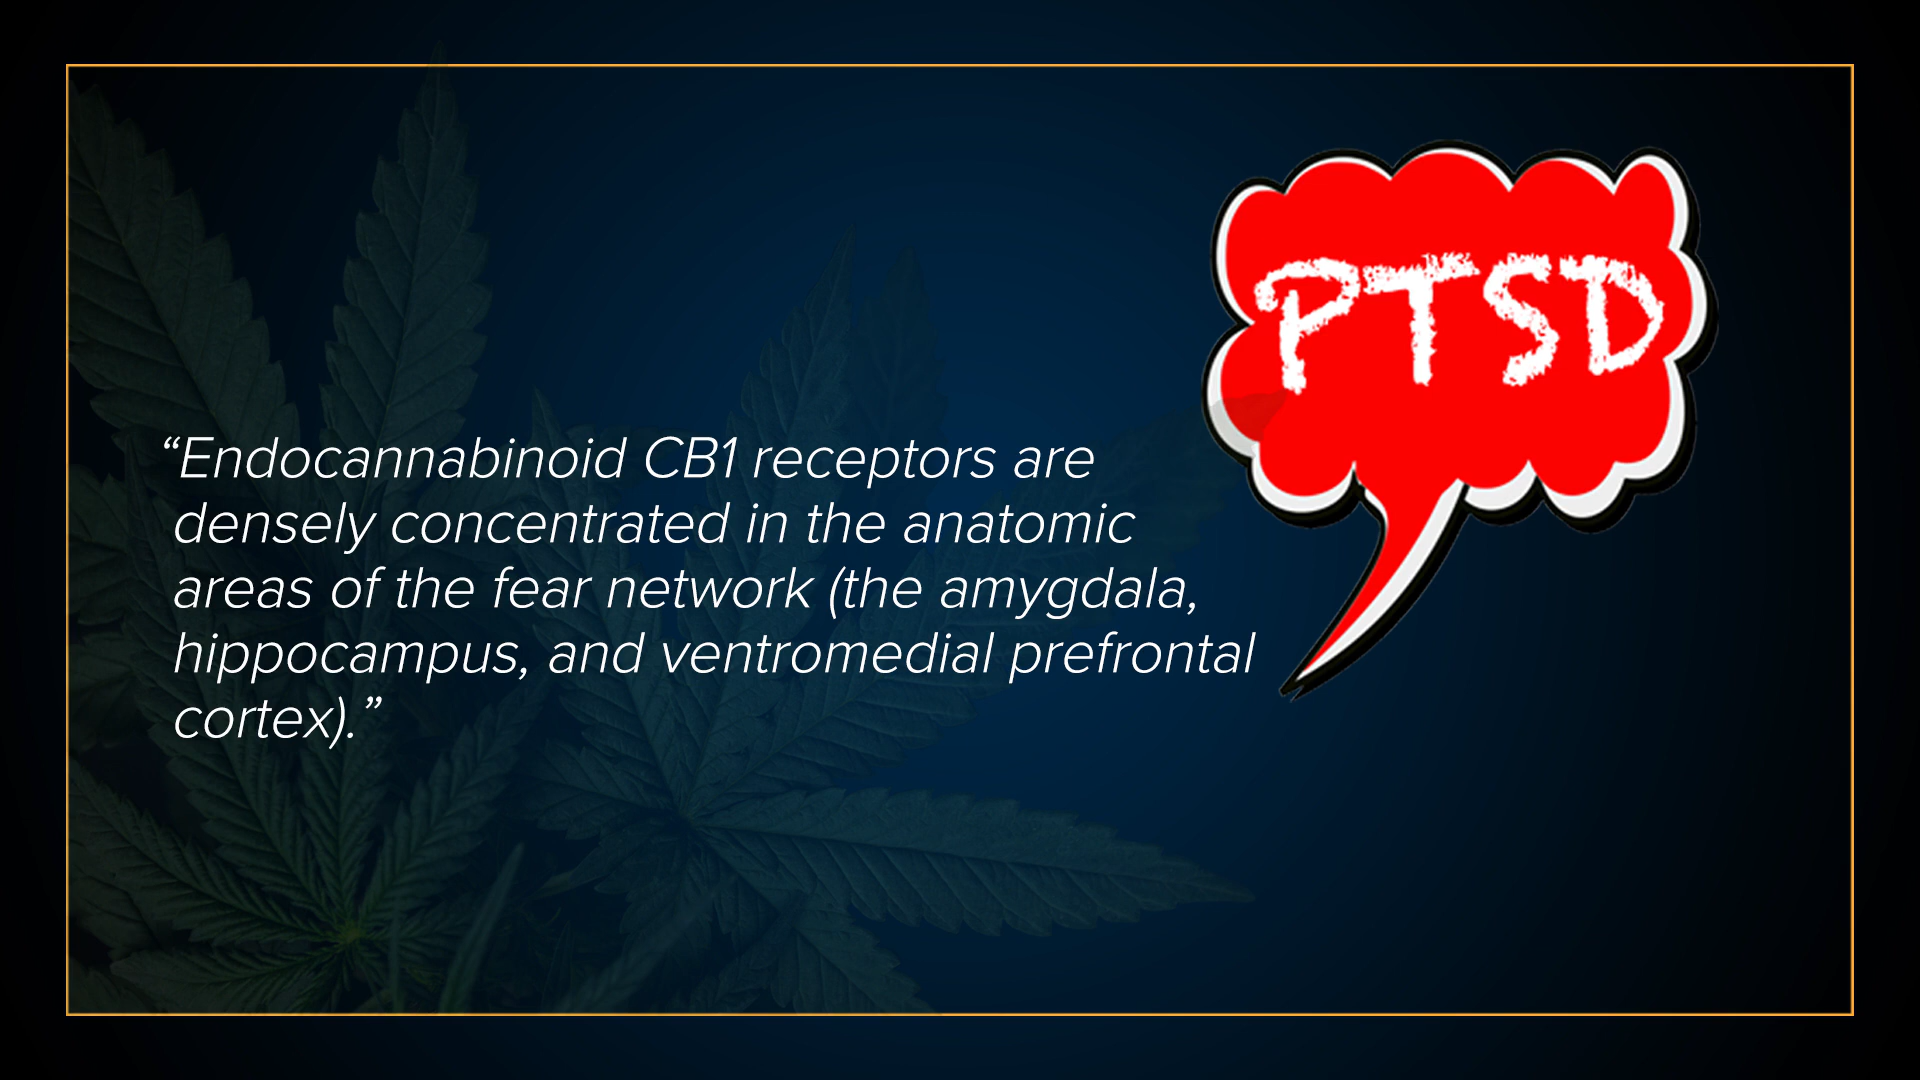 PTSD
“Endocannabinoid CB1 receptors are
densely concentrated in the anatomic
areas of the fear network (the amygdala,
hippocampus, and ventromedial prefrontal
cortex).”